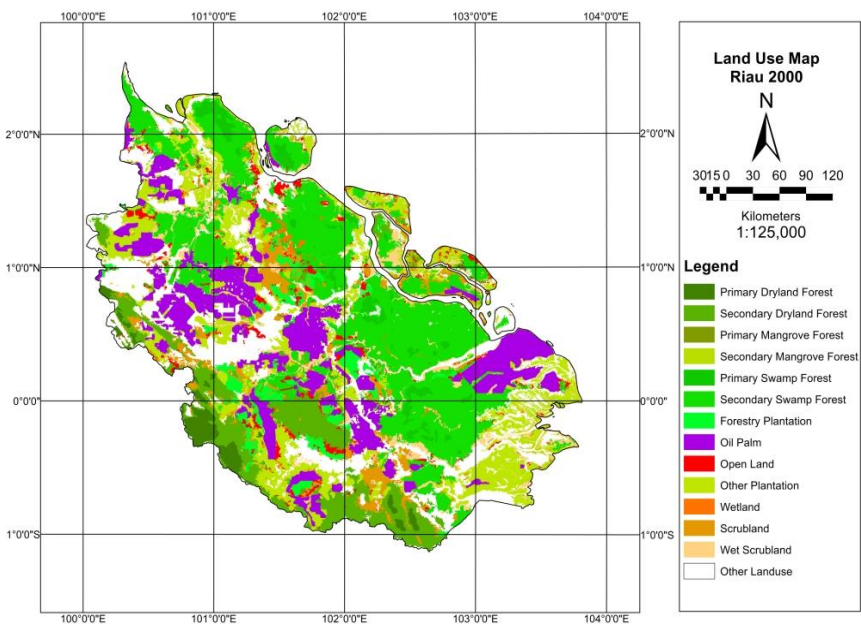 100°0'0"E 101°0'0"E 102°0'0"E 103°0'0"E 104°0'0"E
2°0'0"N 2°0'0"N
1°0'0"N 1°0'0"N
0°0'0" 0°0'0"
1°0'0"S 1°0'0"S
100°0'0"E 101°0'0"E 102°0'0"E 103°0'0"E 104°0'0"E
Land Use Map
Riau 2000
N
30 15 0 30 60 90 120
Kilometers
1:125,000
Legend
Primary Dryland Forest
Secondary Dryland Forest
Primary Mangrove Forest
Secondary Mangrove Forest
Primary Swamp Forest
Secondary Swamp Forest
Forestry Plantation
Oil Palm
Open Land
Other Plantation
Wetland
Scrubland
Wet Scrubland
Other Landuse